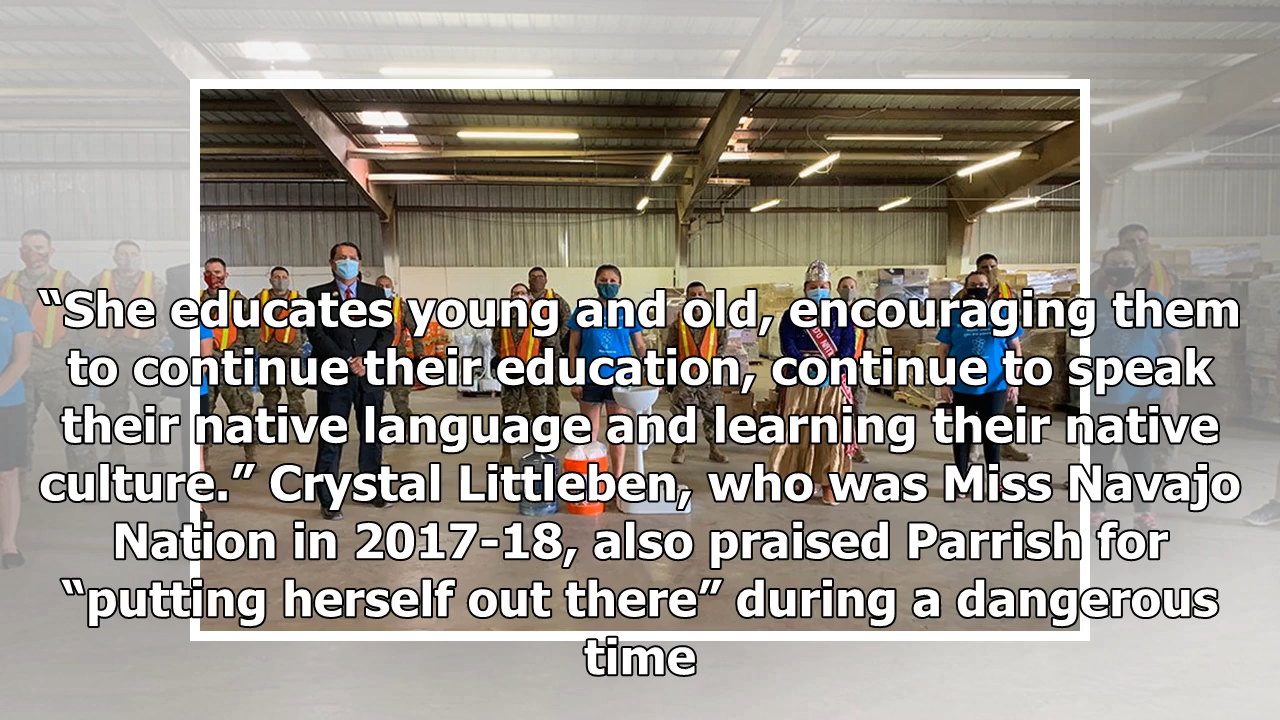 “She educates young and old, encouraging them
to continue their education, continue to speak
their native language and learning their native
culture.” Crystal Littleben, who was Miss Navajo
Nation in 2017-18, also praised Parrish for
“putting herself out there” during a dangerous
time